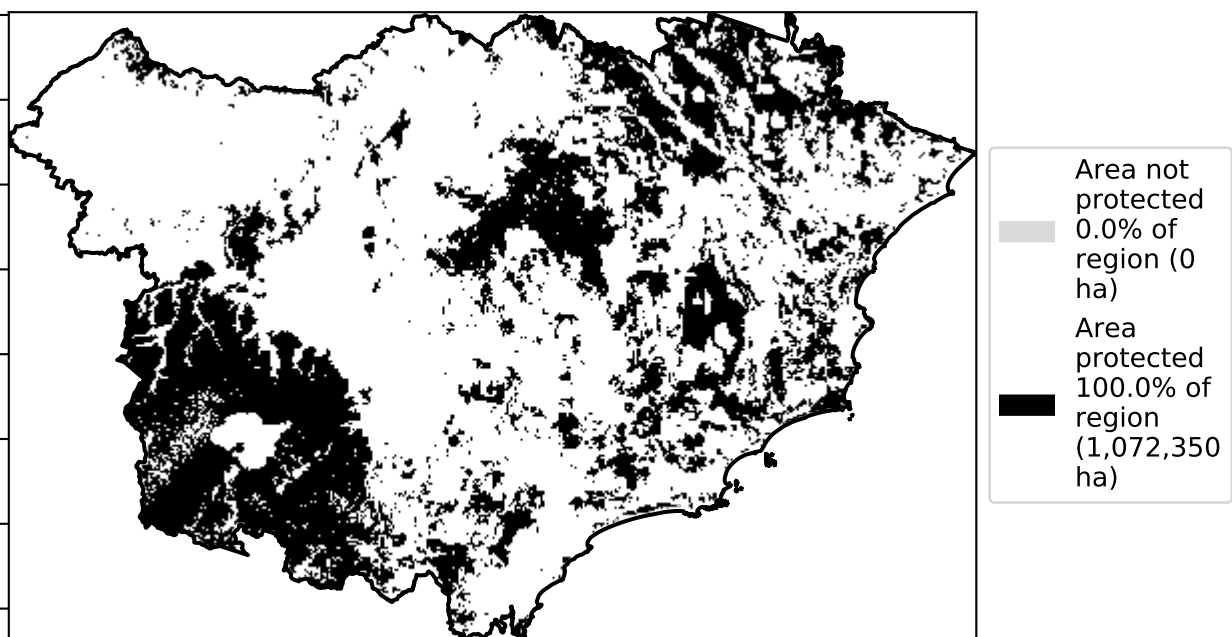 Area not
protected
0.0% of
region (0
ha)
Area
protected
100.0% of
region
(1,072,350
ha)